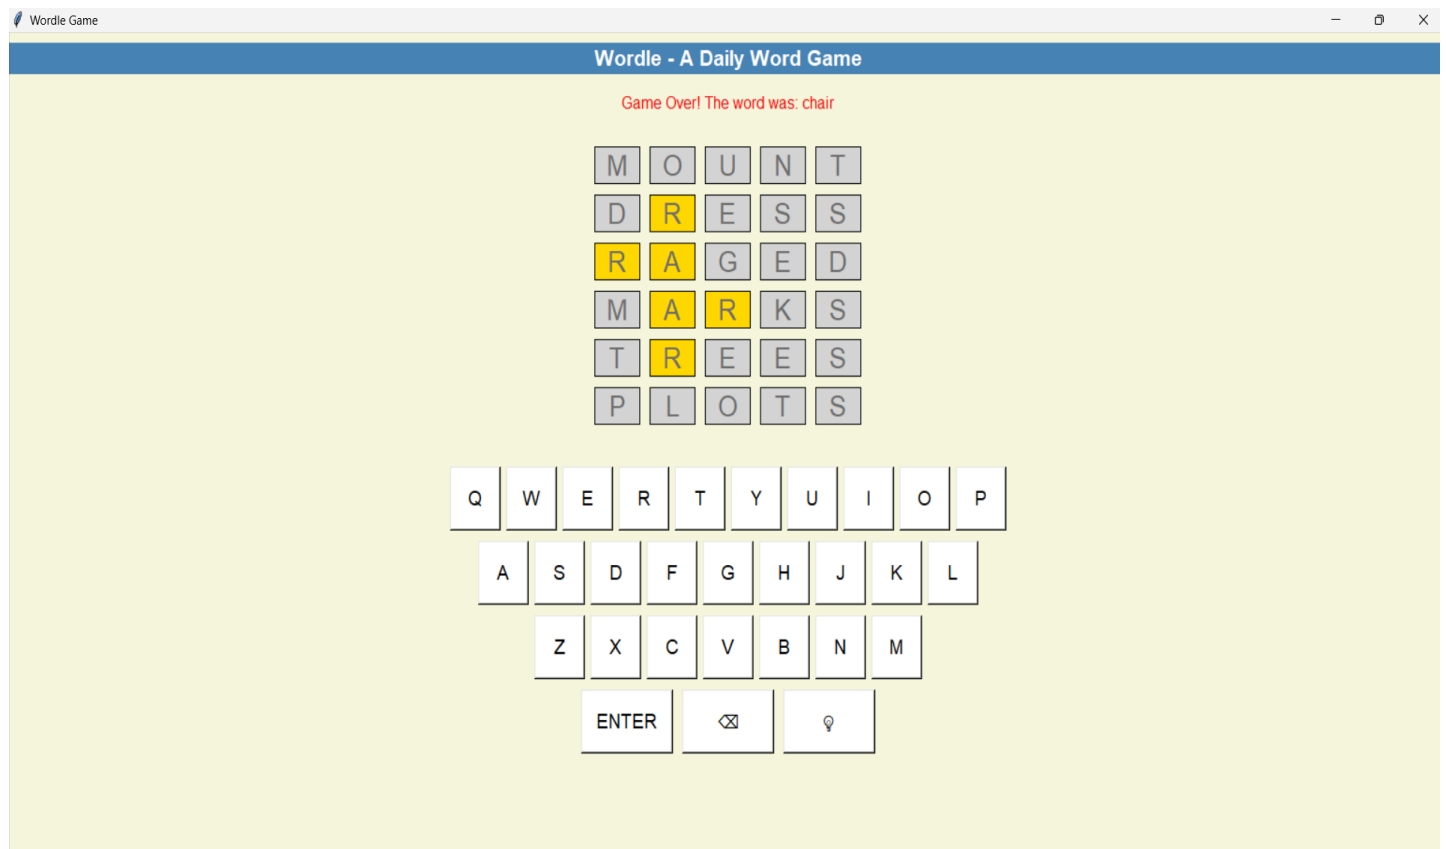 Wordle Game
Wordle - A Daily Word Game
Game Over! The word was: chair
M O U N T
D R E S S
R A G E D
M A R K S
T R E E S
P L O T S
Q W E R T Y U I O P
A S D F G H J K L
Z X C V B N M
ENTER ⌫